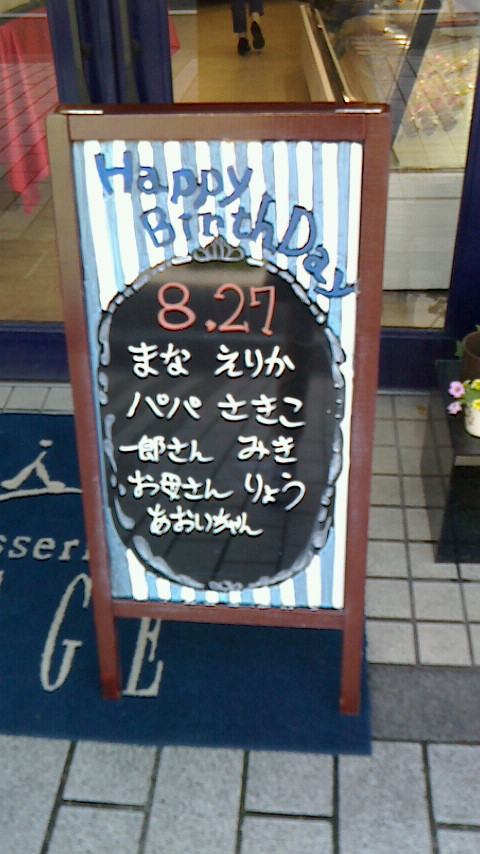 Happy
BirthDay
8.27
まな えりか
パパ さきこ
一郎さん みき
お母さん りょう
あおいちゃん